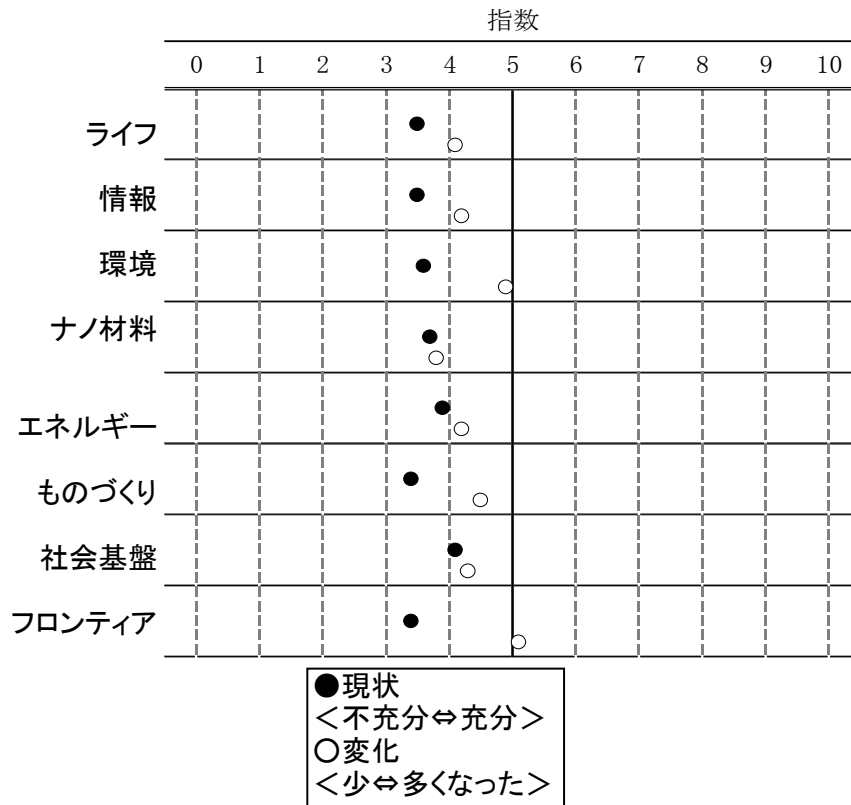 指数
0 1 2 3 4 5 6 7 8 9 10
ライフ
情報
環境
ナノ材料
エネルギー
ものづくり
社会基盤
フロンティア
●現状
＜不充分⇔充分＞
○変化
＜少⇔多くなった＞